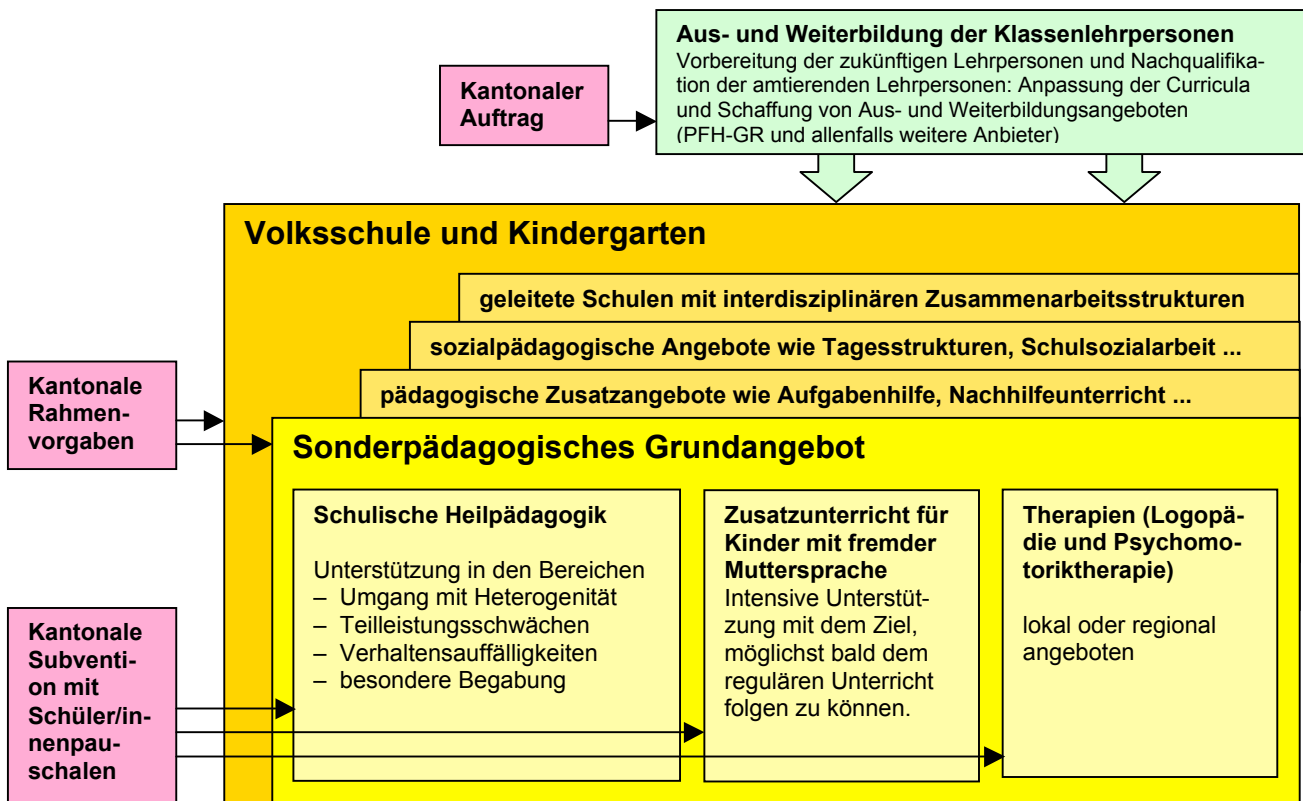 Aus- und Weiterbildung der Klassenlehrpersonen
Vorbereitung der zukünftigen Lehrpersonen und Nachqualifika-
tion der amtierenden Lehrpersonen: Anpassung der Curricula
und Schaffung von Aus- und Weiterbildungsangeboten
(PFH-GR und allenfalls weitere Anbieter)
Kantonaler
Auftrag
Volksschule und Kindergarten
geleitete Schulen mit interdisziplinären Zusammenarbeitsstrukturen
sozialpädagogische Angebote wie Tagesstrukturen, Schulsozialarbeit ...
pädagogische Zusatzangebote wie Aufgabenhilfe, Nachhilfeunterricht ...
Kantonale
Rahmen-
vorgaben
Sonderpädagogisches Grundangebot
Schulische Heilpädagogik
Unterstützung in den Bereichen
– Umgang mit Heterogenität
– Teilleistungsschwächen
– Verhaltensauffälligkeiten
– besondere Begabung
Zusatzunterricht für
Kinder mit fremder
Muttersprache
Intensive Unterstüt-
zung mit dem Ziel,
möglichst bald dem
regulären Unterricht
folgen zu können.
Therapien (Logopä-
die und Psychomo-
toriktherapie)
lokal oder regional
angeboten
Kantonale
Subventi-
on mit
Schüler/in
nenpau-
schalen